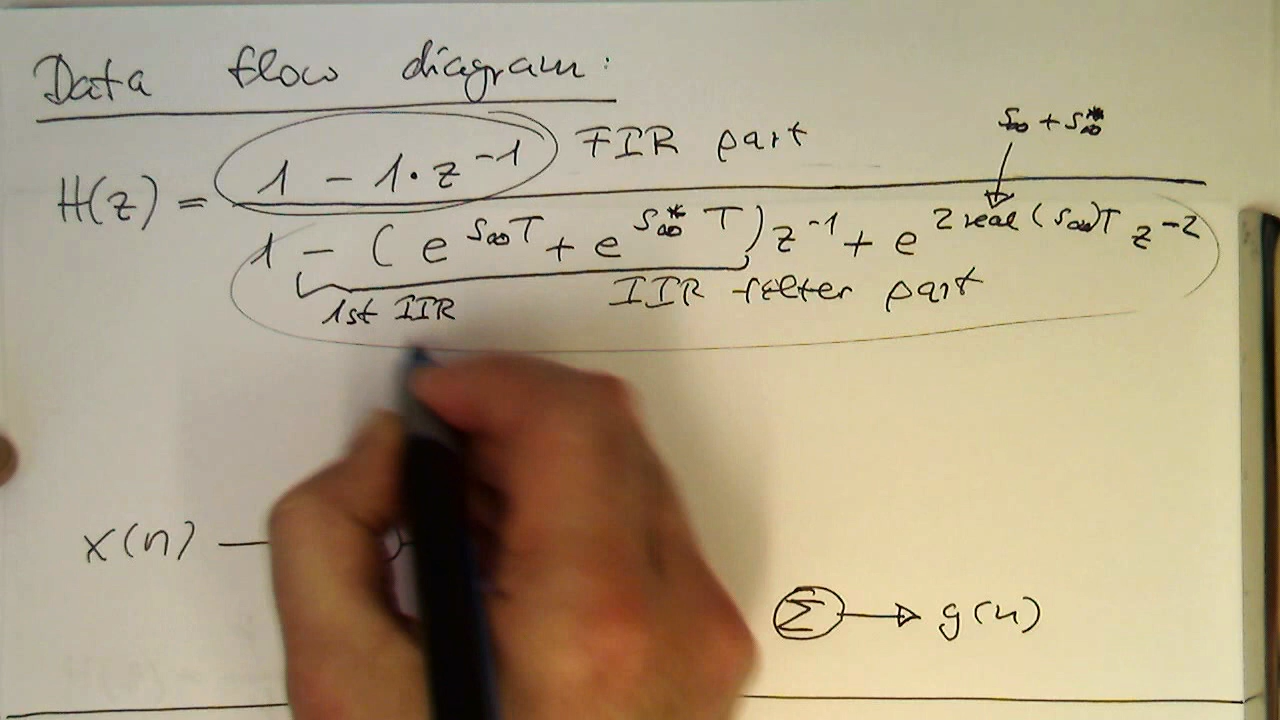 Data flow diagram:
1 - 1·z^-1 FIR part
S∞ + S∞*
H(z) =
1 - (e^{S∞T} + e^{S∞*T})z^-1 + e^{2 real(S∞)T} z^-2
1st IIR IIR filter part
x(n)
Σ g(n)